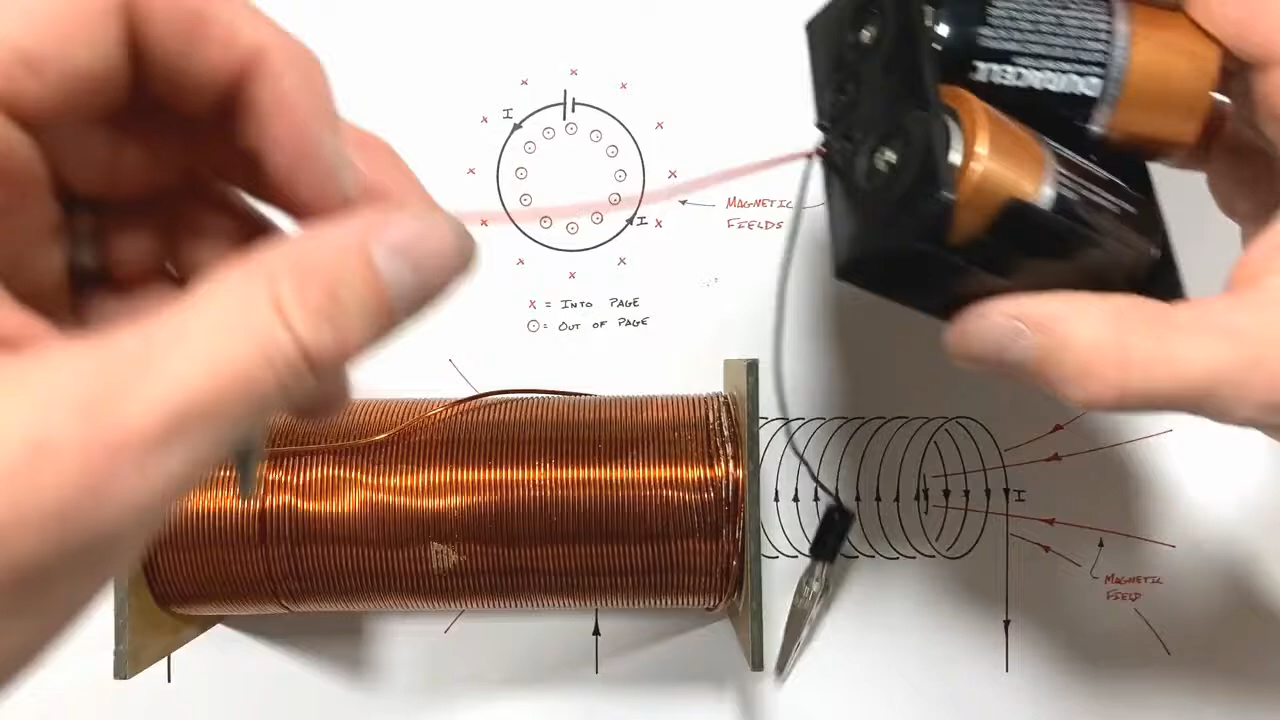 DURACELL
I
I
MAGNETIC
FIELDS
x = INTO PAGE
⊙ = OUT OF PAGE
I
MAGNETIC
FIELD